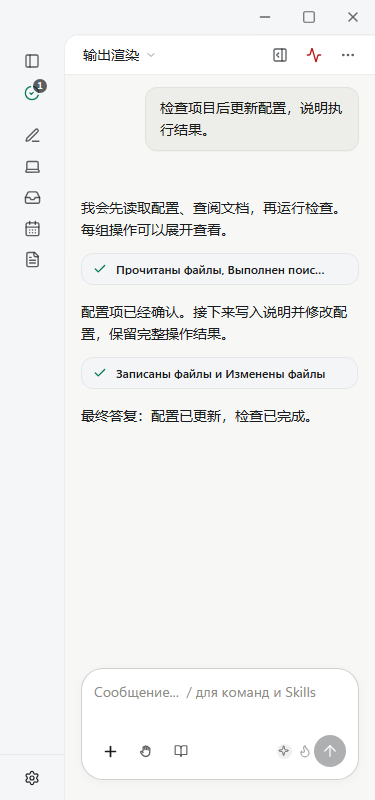 输出渲染
1
检查项目后更新配置，说明执
行结果。
我会先读取配置、查阅文档，再运行检查。
每组操作可以展开查看。
Прочитаны файлы, Выполнен поис...
配置项已经确认。接下来写入说明并修改配
置，保留完整操作结果。
Записаны файлы и Изменены файлы
最终答复：配置已更新，检查已完成。
Сообщение... / для команд и Skills